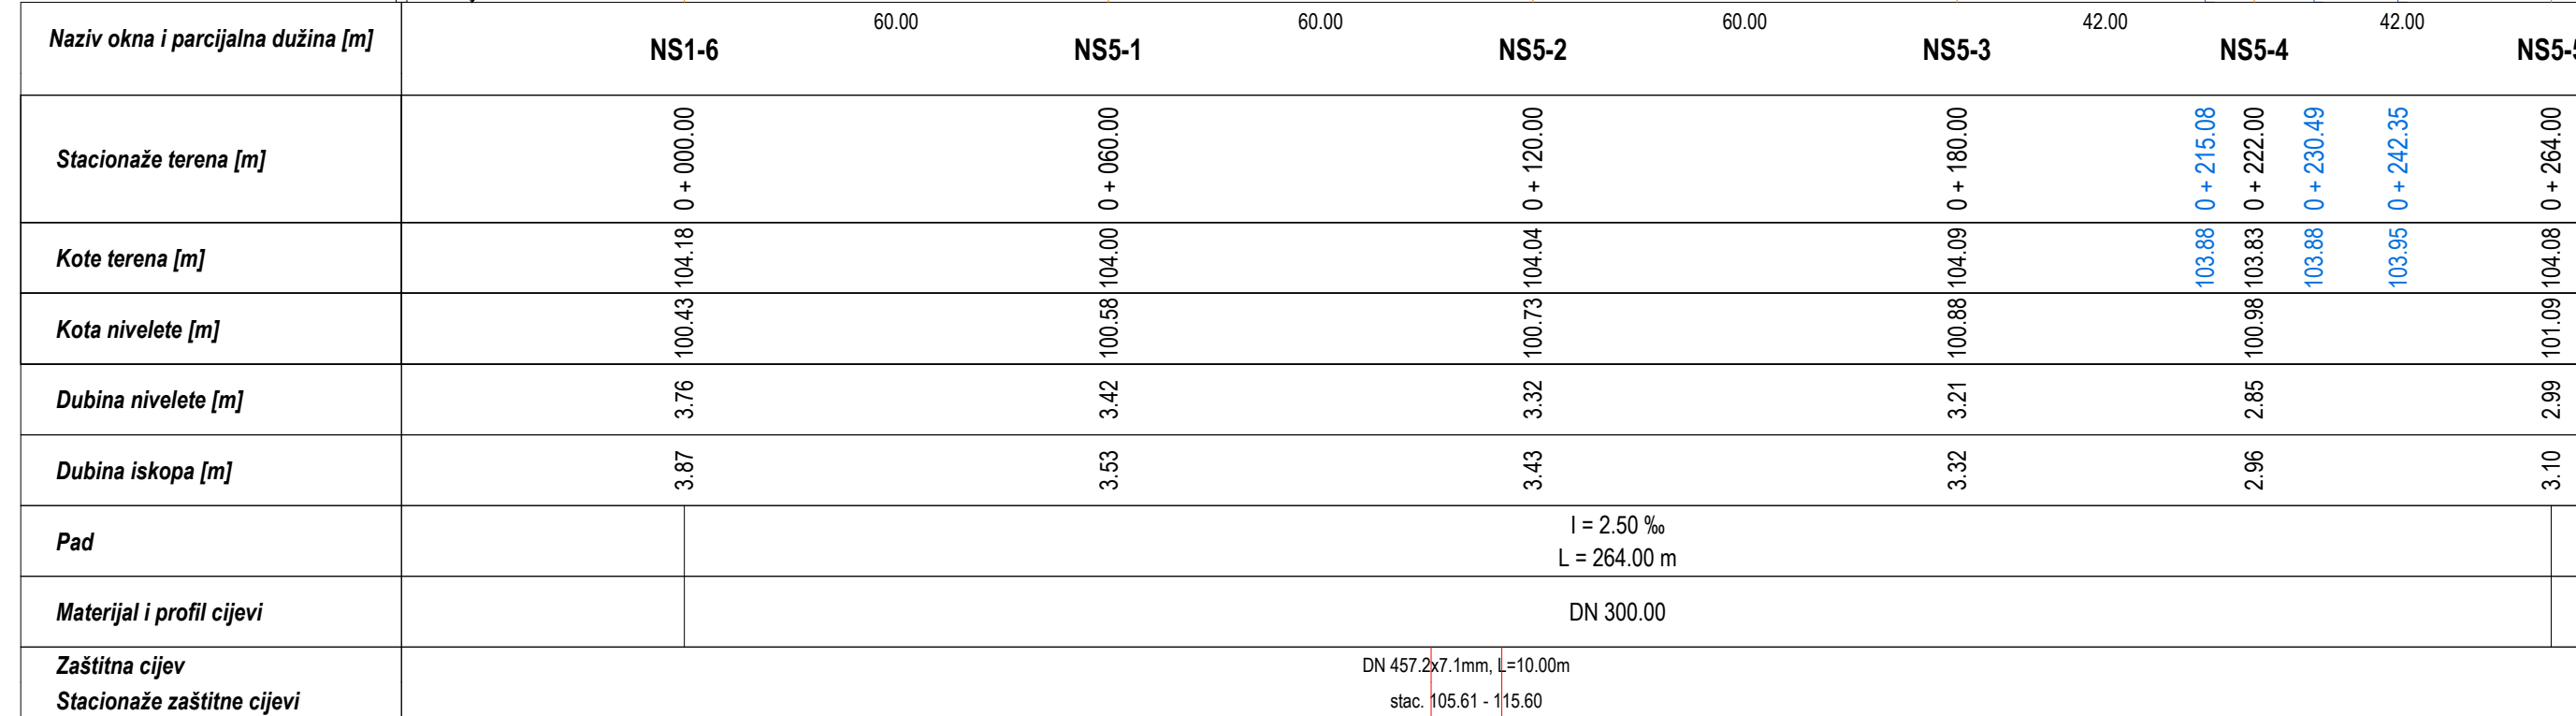 Naziv okna i parcijalna dužina [m]
60.00 60.00 60.00 42.00 42.00
NS1-6 NS5-1 NS5-2 NS5-3 NS5-4 NS5-5
Stacionaže terena [m]
0 + 000.00 0 + 060.00 0 + 120.00 0 + 180.00 0 + 215.08 0 + 222.00 0 + 230.49 0 + 242.35 0 + 264.00
Kote terena [m]
104.18 104.00 104.04 104.09 103.88 103.83 103.88 103.95 104.08
Kota nivelete [m]
100.43 100.58 100.73 100.88 100.98 101.09
Dubina nivelete [m]
3.76 3.42 3.32 3.21 2.85 2.99
Dubina iskopa [m]
3.87 3.53 3.43 3.32 2.96 3.10
Pad
I = 2.50 ‰
L = 264.00 m
Materijal i profil cijevi
DN 300.00
Zaštitna cijev
DN 457.2x7.1mm, L=10.00m
Stacionaže zaštitne cijevi
stac. 105.61 - 115.60